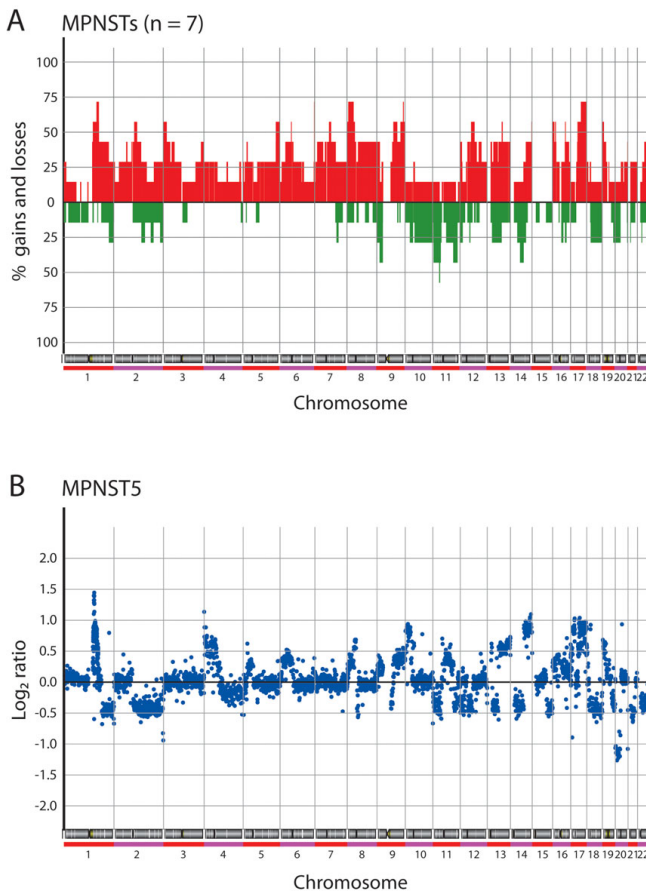 A
MPNSTs (n = 7)
% gains and losses
100
75
50
25
0
25
50
75
100
1 2 3 4 5 6 7 8 9 10 11 12 13 14 15 16 17 18 19 20 21 22
Chromosome
B
MPNST5
Log₂ ratio
2.0
1.5
1.0
0.5
0.0
-0.5
-1.0
-1.5
-2.0
1 2 3 4 5 6 7 8 9 10 11 12 13 14 15 16 17 18 19 20 21 22
Chromosome